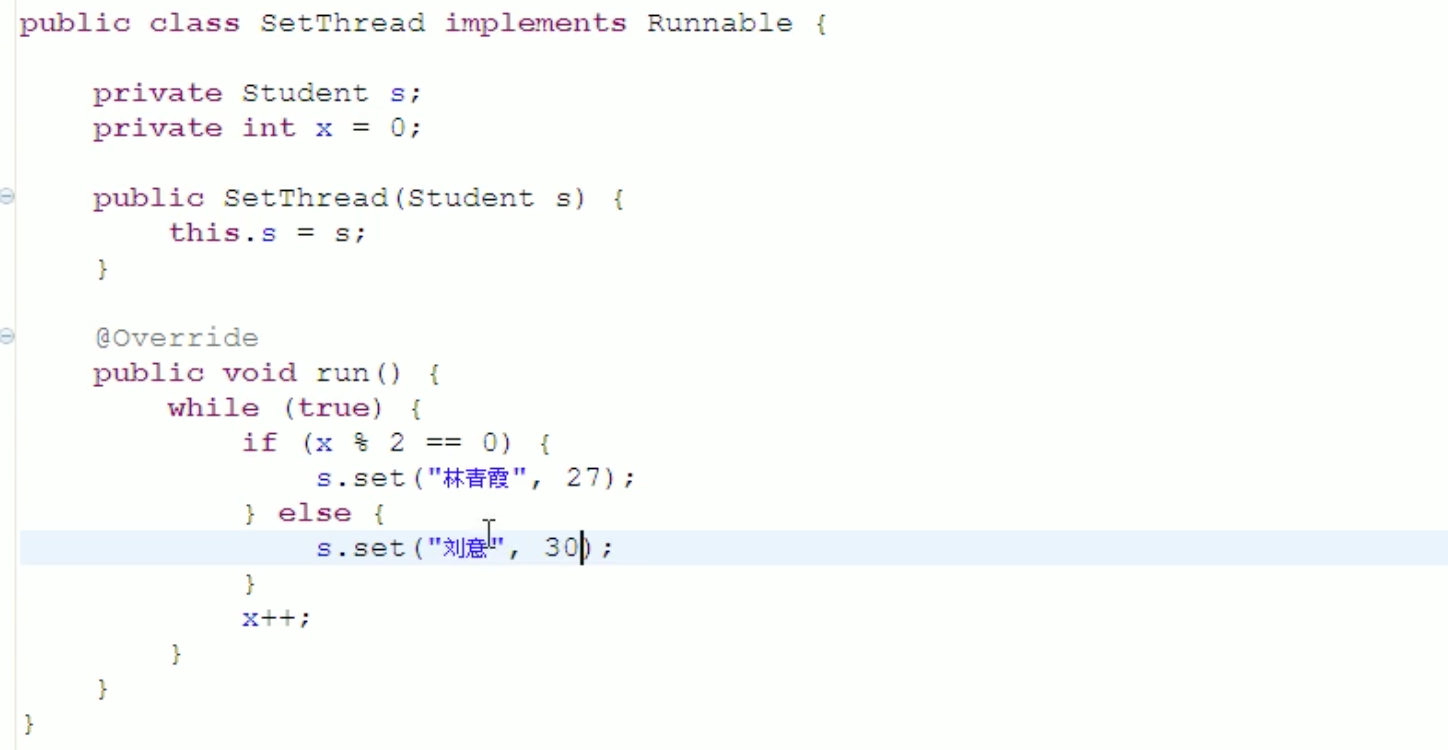 public class SetThread implements Runnable {
private Student s;
private int x = 0;
public SetThread(Student s) {
this.s = s;
}
@Override
public void run() {
while (true) {
if (x % 2 == 0) {
s.set("林青霞", 27);
} else {
s.set("刘意", 30);
}
x++;
}
}
}